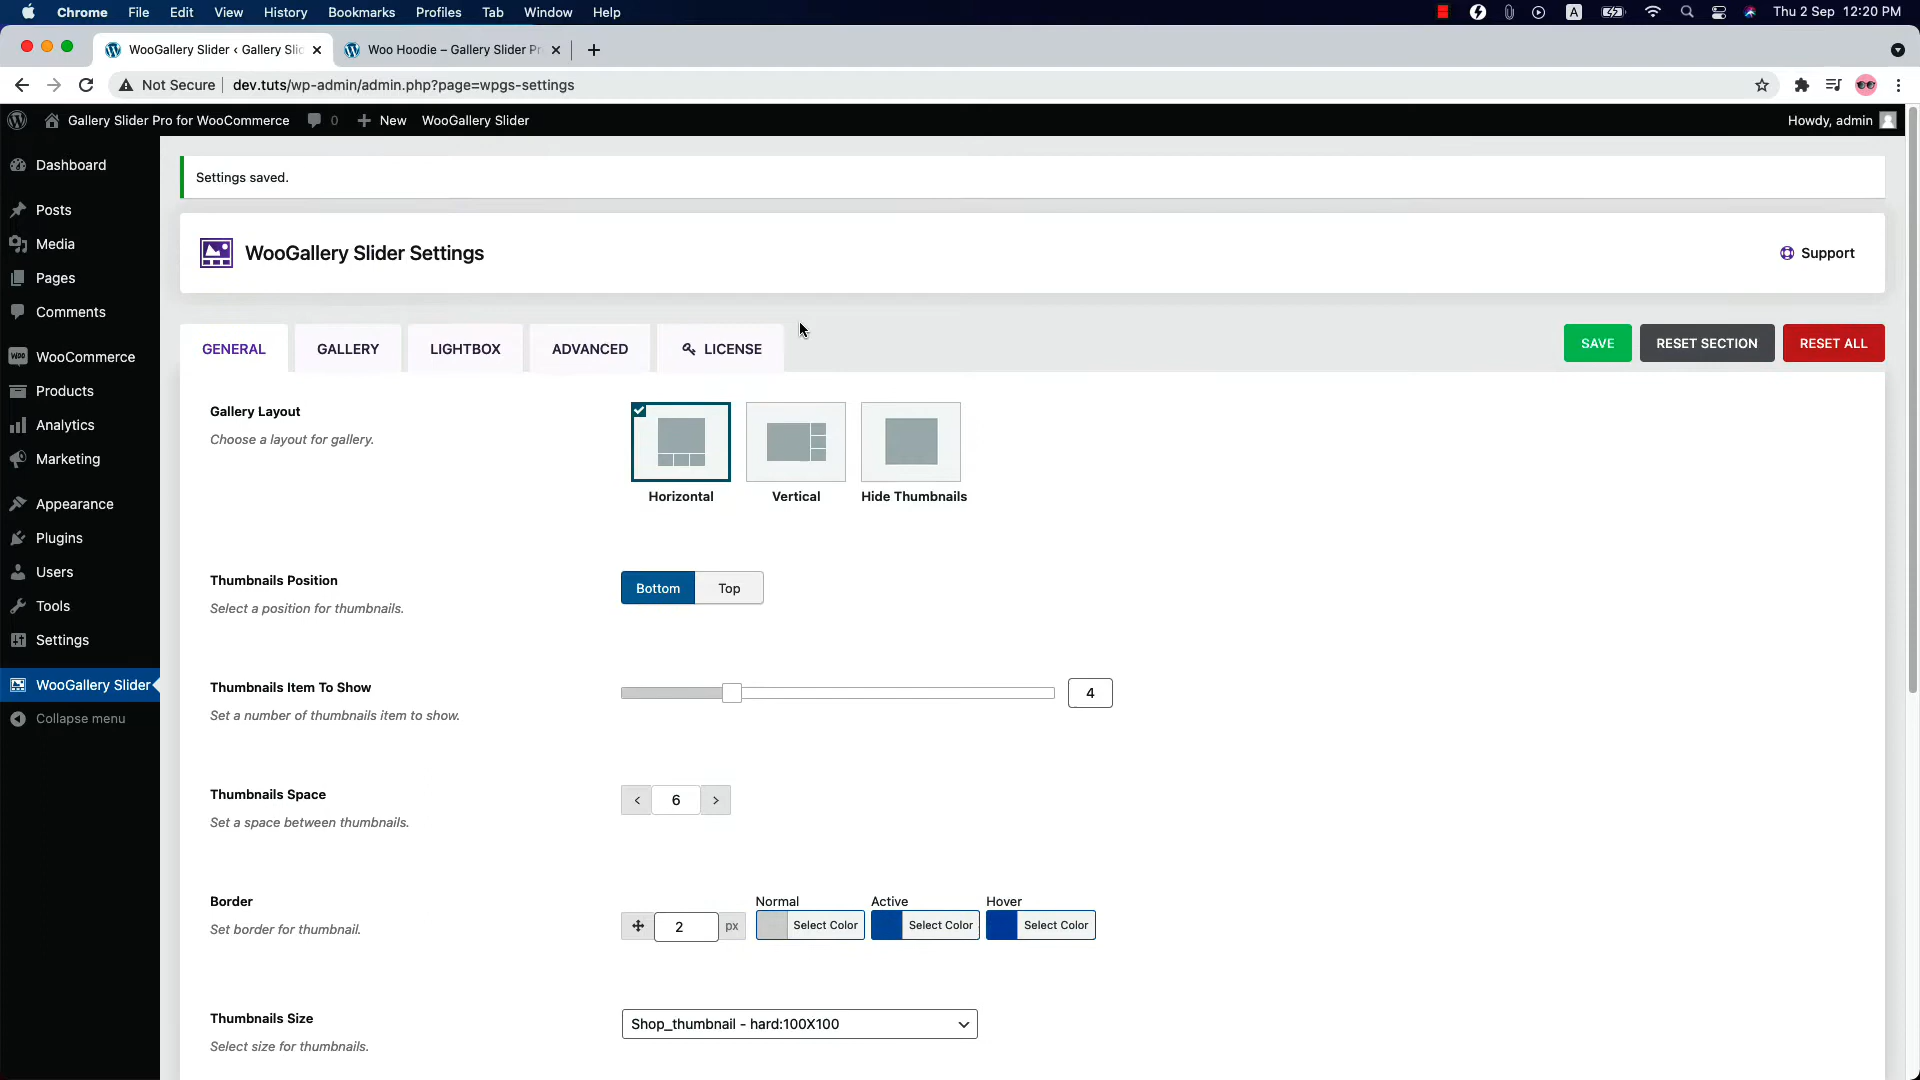 Chrome File Edit View History Bookmarks Profiles Tab Window Help A Thu 2 Sep 12:20 PM
WooGallery Slider ‹ Gallery Slid Woo Hoodie – Gallery Slider Pr
Not Secure dev.tuts/wp-admin/admin.php?page=wpgs-settings
Gallery Slider Pro for WooCommerce 0 New WooGallery Slider Howdy, admin
Dashboard
Posts
Media
Pages
Comments
WooCommerce
Products
Analytics
Marketing
Appearance
Plugins
Users
Tools
Settings
WooGallery Slider
Collapse menu
Settings saved.
WooGallery Slider Settings Support
GENERAL GALLERY LIGHTBOX ADVANCED LICENSE SAVE RESET SECTION RESET ALL
Gallery Layout
Choose a layout for gallery.
Horizontal Vertical Hide Thumbnails
Thumbnails Position
Select a position for thumbnails.
Bottom Top
Thumbnails Item To Show
Set a number of thumbnails item to show.
4
Thumbnails Space
Set a space between thumbnails.
< 6 >
Border
Set border for thumbnail.
2 px
Normal Active Hover
Select Color Select Color Select Color
Thumbnails Size
Select size for thumbnails.
Shop_thumbnail - hard:100X100